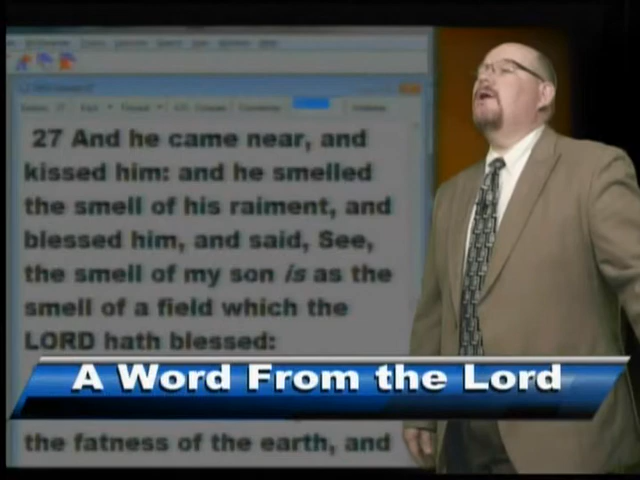 27 And he came near, and
kissed him: and he smelled
the smell of his raiment, and
blessed him, and said, See,
the smell of my son is as the
smell of a field which the
LORD hath blessed:
A Word From the Lord
the fatness of the earth, and